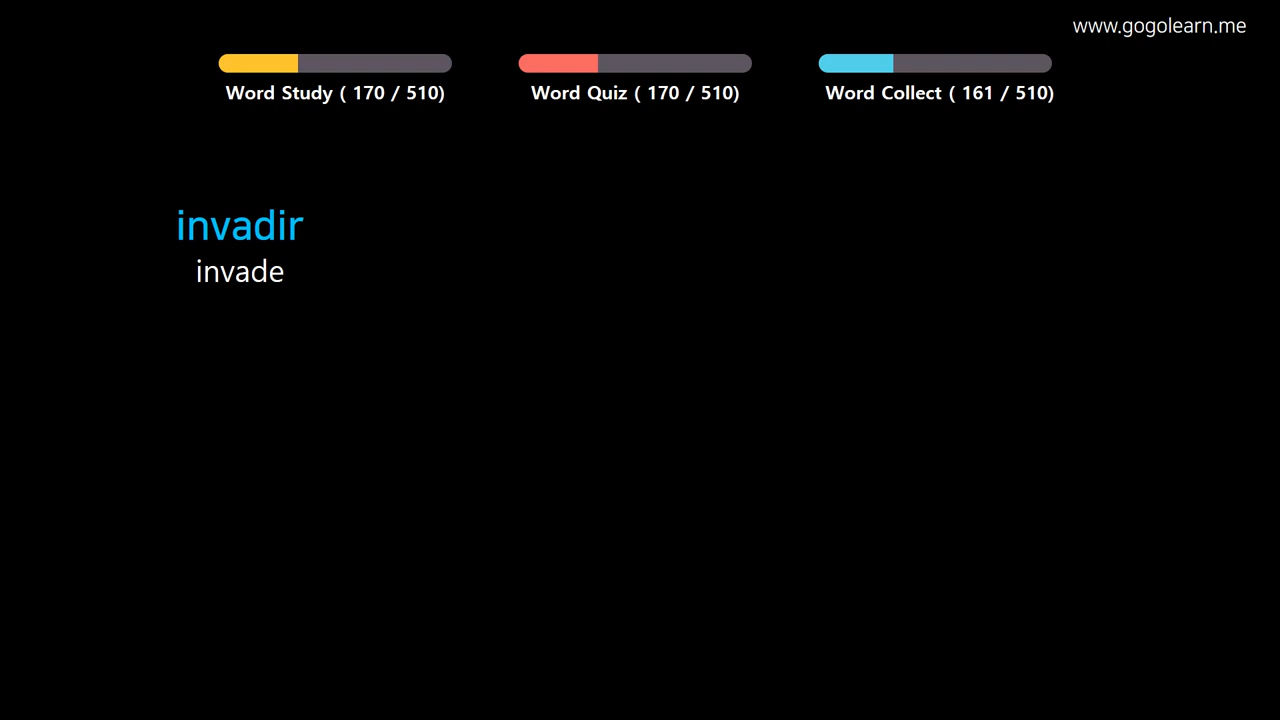 www.gogolearn.me
Word Study ( 170 / 510)
Word Quiz ( 170 / 510)
Word Collect ( 161 / 510)
invadir
invade